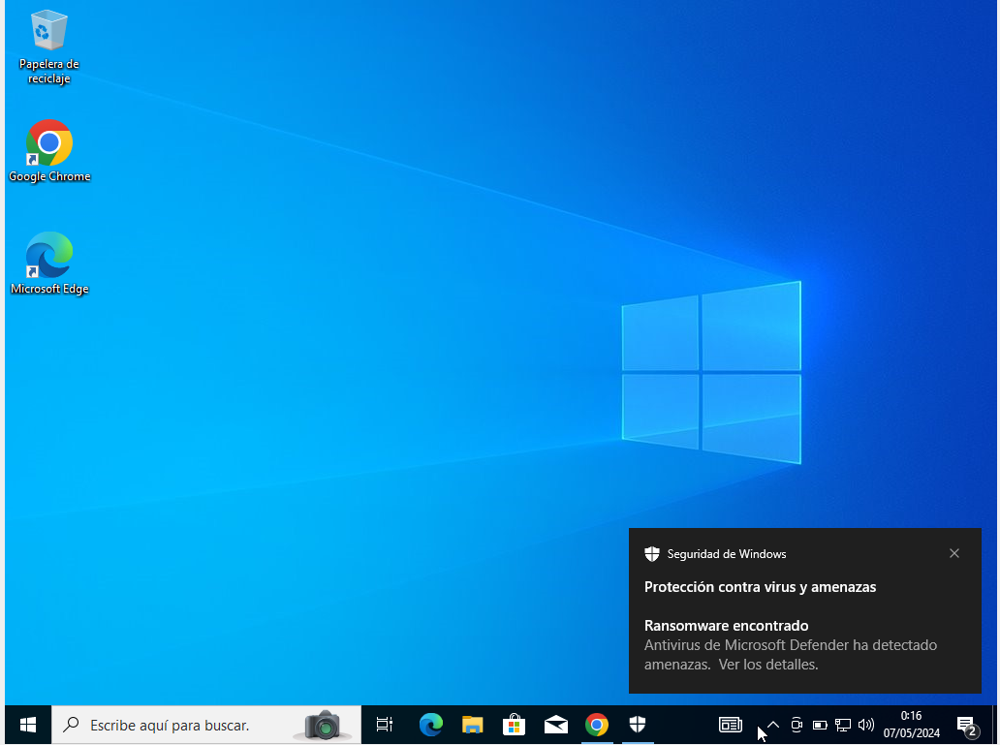 Papelera de
reciclaje
Google Chrome
Microsoft Edge
Seguridad de Windows
Protección contra virus y amenazas
Ransomware encontrado
Antivirus de Microsoft Defender ha detectado
amenazas. Ver los detalles.
Escribe aquí para buscar.
0:16
07/05/2024
2